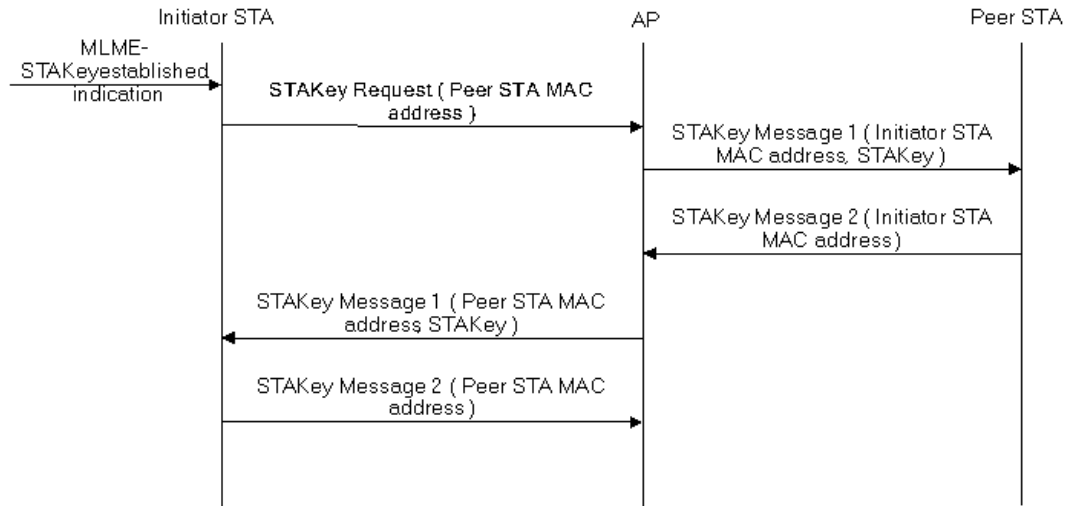 Initiator STA
AP
Peer STA
MLME-
STAKeyestablished
indication
STAKey Request ( Peer STA MAC
address }
STAKey Message 1 ( Initiator STA
MAC address, STAKey )
STAKey Message 2 ( Initiator STA
MAC address)
STAKey Message 1 ( Peer STA MAC
address, STAKey )
STAKey Message 2 ( Peer STA MAC
address )